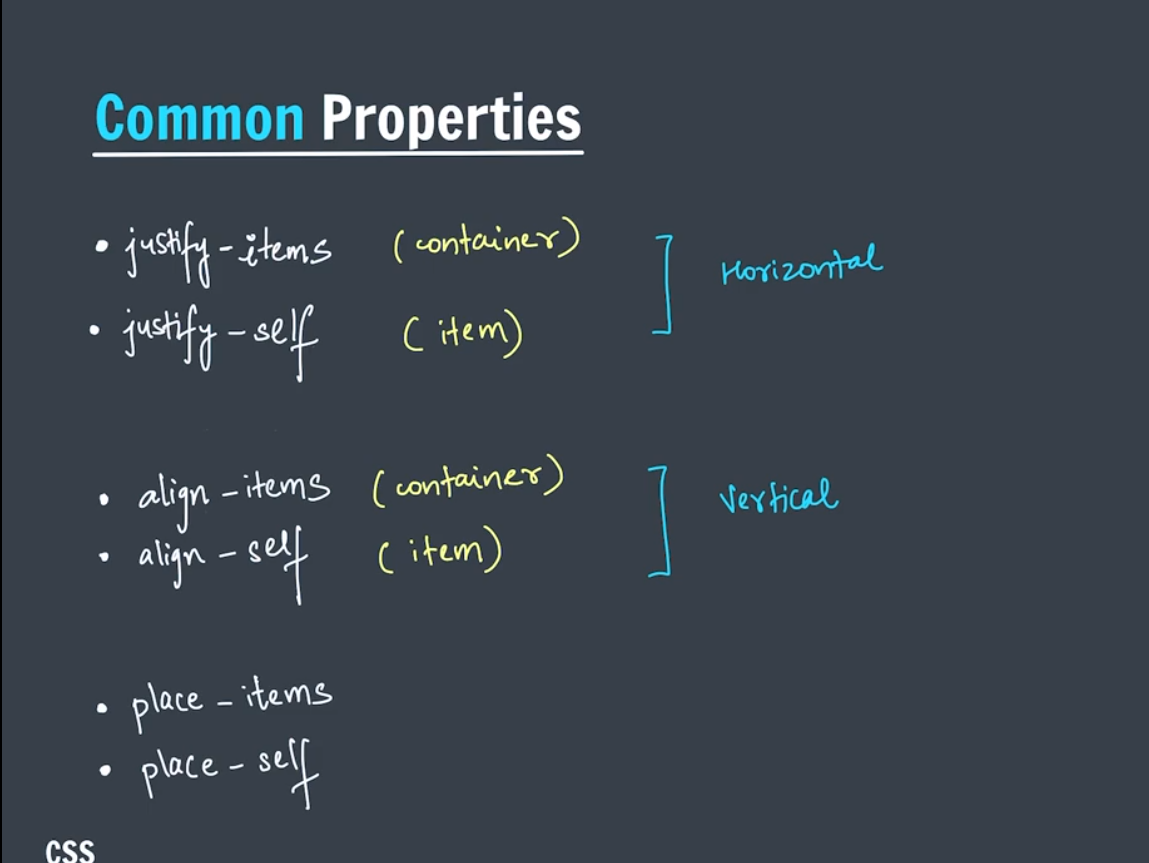 Common Properties
• justify-items (container)
Horizontal
• justify-self (item)
• align-items (container)
Vertical
• align-self (item)
• place-items
• place-self
CSS